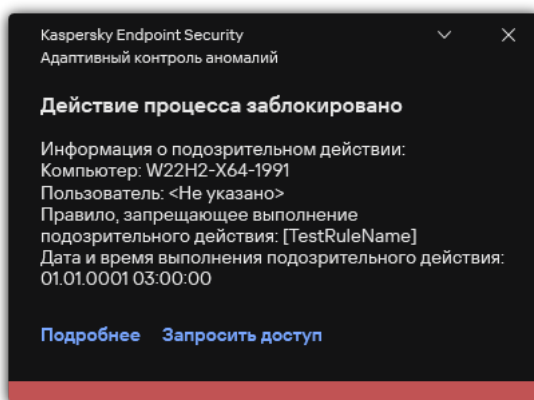 Kaspersky Endpoint Security
Адаптивный контроль аномалий
Действие процесса заблокировано
Информация о подозрительном действии:
Компьютер: W22H2-X64-1991
Пользователь: <Не указано>
Правило, запрещающее выполнение
подозрительного действия: [TestRuleName]
Дата и время выполнения подозрительного действия:
01.01.0001 03:00:00
Подробнее Запросить доступ